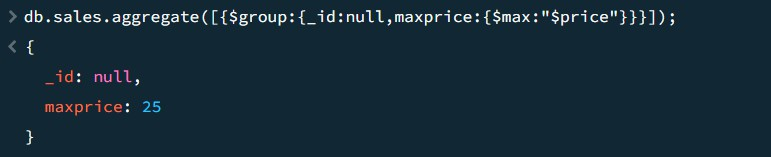 > db.sales.aggregate([{$group:{_id:null,maxprice:{$max:"$price"}}}]);
< {
_id: null,
maxprice: 25
}